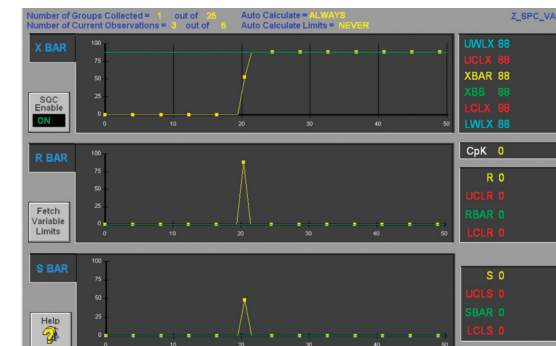 Number of Groups Collected = 1 out of 25 Auto Calculate = ALWAYS Z_SPC_VA
Number of Current Observations = 3 out of 5 Auto Calculate Limits = NEVER
X BAR
100
75
50
25
0
0 10 20 30 40 50
SQC
Enable
ON
UWLX 88
UCLX 88
XBAR 88
XBB 88
LCLX 88
LWLX 88
R BAR
100
75
50
25
0
0 10 20 30 40 50
Fetch
Variable
Limits
CpK 0
R 0
UCLR 0
RBAR 0
LCLR 0
S BAR
100
75
50
25
0
0 10 20 30 40 50
Help
?
S 0
UCLS 0
SBAR 0
LCLS 0